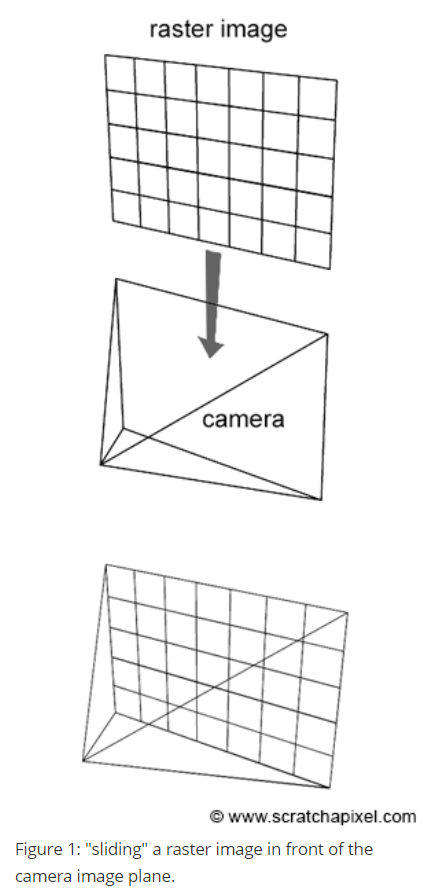 raster image
camera
© www.scratchapixel.com
Figure 1: "sliding" a raster image in front of the
camera image plane.